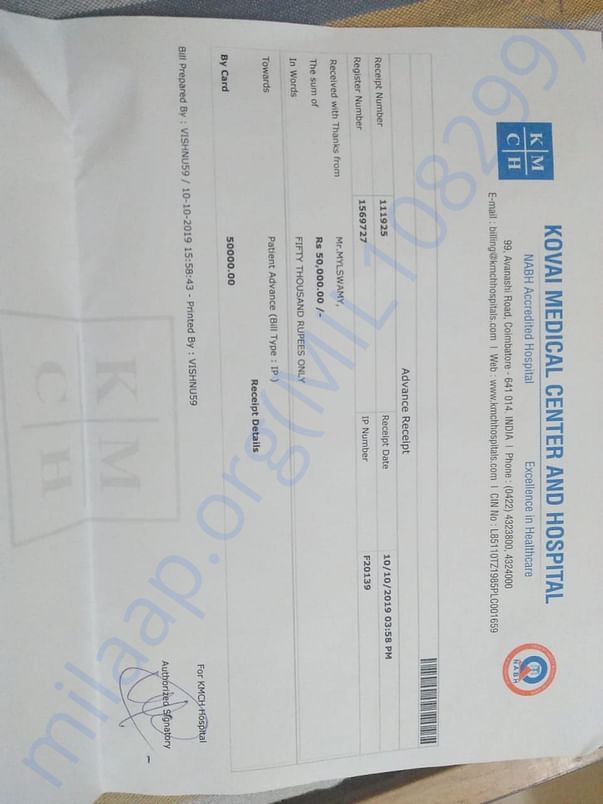 K M
C H
KOVAI MEDICAL CENTER AND HOSPITAL
NABH Accredited Hospital Excellence in Healthcare
99, Avanashi Road, Coimbatore - 641 014. INDIA | Phone : (0422) 4323800, 4324000
E-mail : billing@kmchhospitals.com | Web : www.kmchhospitals.com | CIN No : L85110TZ1985PLC001659
NABH
Advance Receipt
Receipt Number 111925 Receipt Date 10/10/2019 03:58 PM
Register Number 1569727 IP Number F20139
Received with Thanks from Mr.MYLSWAMY,
The sum of Rs 50,000.00 /-
In Words FIFTY THOUSAND RUPEES ONLY
Towards Patient Advance (Bill Type : IP )
Receipt Details
By Card 50000.00
For KMCH-Hospital
Authorized Signatory
Bill Prepared By : VISHNU59 / 10-10-2019 15:58:43 - Printed By : VISHNU59
K M
C H
milaap.org(MIL1082997)